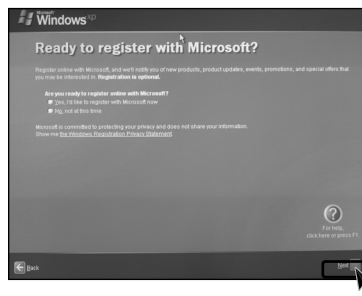 Microsoft
Windows xp
Ready to register with Microsoft?
Register online with Microsoft, and we'll notify you of new products, product updates, events, promotions, and special offers that
you may be interested in. Registration is optional.
Are you ready to register online with Microsoft?
Yes, I'd like to register with Microsoft now
No, not at this time
Microsoft is committed to protecting your privacy and does not share your information.
Show me the Windows Registration Privacy Statement.
For help,
click here or press F1.
Back
Next